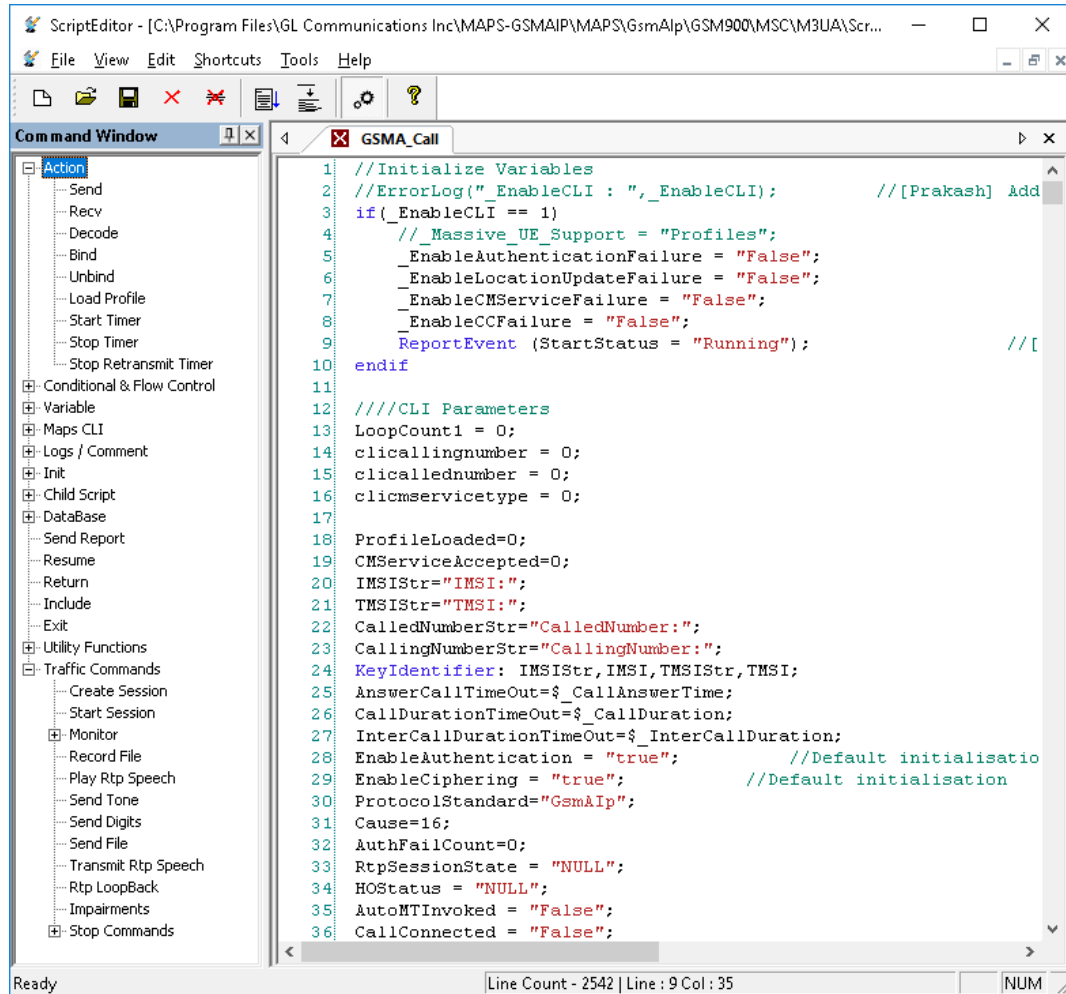 ScriptEditor - [C:\Program Files\GL Communications Inc\MAPS-GSMAIP\MAPS\GsmAIp\GSM900\MSC\M3UA\Scr...
File View Edit Shortcuts Tools Help
Command Window
Action
Send
Recv
Decode
Bind
Unbind
Load Profile
Start Timer
Stop Timer
Stop Retransmit Timer
Conditional & Flow Control
Variable
Maps CLI
Logs / Comment
Init
Child Script
DataBase
Send Report
Resume
Return
Include
Exit
Utility Functions
Traffic Commands
Create Session
Start Session
Monitor
Record File
Play Rtp Speech
Send Tone
Send Digits
Send File
Transmit Rtp Speech
Rtp LoopBack
Impairments
Stop Commands
GSMA_Call
1 //Initialize Variables
2 //ErrorLog("_EnableCLI : ",_EnableCLI); //[Prakash] Add
3 if(_EnableCLI == 1)
4 //_Massive_UE_Support = "Profiles";
5 _EnableAuthenticationFailure = "False";
6 _EnableLocationUpdateFailure = "False";
7 _EnableCMServiceFailure = "False";
8 _EnableCCFailure = "False";
9 ReportEvent (StartStatus = "Running"); //[
10 endif
11
12 ////CLI Parameters
13 LoopCount1 = 0;
14 clicallingnumber = 0;
15 clicallednumber = 0;
16 clicmservicetype = 0;
17
18 ProfileLoaded=0;
19 CMServiceAccepted=0;
20 IMSIStr="IMSI:";
21 TMSIStr="TMSI:";
22 CalledNumberStr="CalledNumber:";
23 CallingNumberStr="CallingNumber:";
24 KeyIdentifier: IMSIStr,IMSI,TMSIStr,TMSI;
25 AnswerCallTimeOut=$_CallAnswerTime;
26 CallDurationTimeOut=$_CallDuration;
27 InterCallDurationTimeOut=$_InterCallDuration;
28 EnableAuthentication = "true"; //Default initialisatio
29 EnableCiphering = "true"; //Default initialisation
30 ProtocolStandard="GsmAIp";
31 Cause=16;
32 AuthFailCount=0;
33 RtpSessionState = "NULL";
34 HOStatus = "NULL";
35 AutoMTInvoked = "False";
36 CallConnected = "False";
Ready
Line Count - 2542 | Line : 9 Col : 35
NUM